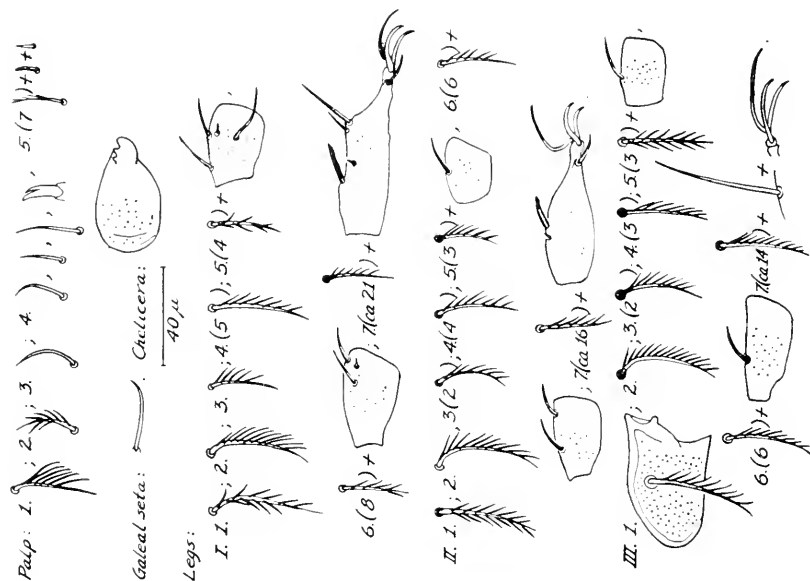 Palp: 1. ; 2. ; 3. ) ; 4. ), , ), , 5.(7 )+ +
Galeal seta: . Chelicera:
40 µ
Legs:
I. 1. ; 2. ; 3. ; 4.(5 ); 5.(4 )+ ,
6.(8 )+ ; 7(ca 21 )+
II. 1. ; 2. , 3(2 ), 4(4 ), 5(3 )+ , 6(6 )+
; 7(ca 16 )+
III. 1. ; 2. ; 3.(2 ), 4.(3 ); 5(3 )+ ,
6.(6 )+ 7(ca 14 )+ + .